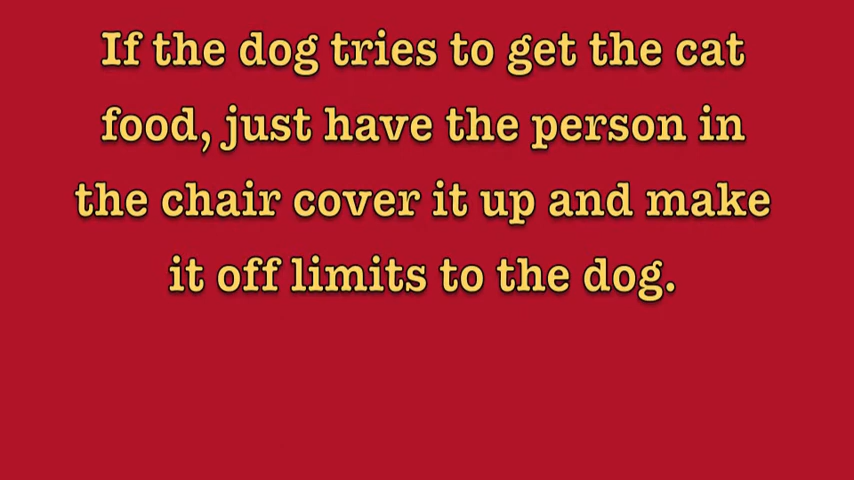 If the dog tries to get the cat
food, just have the person in
the chair cover it up and make
it off limits to the dog.